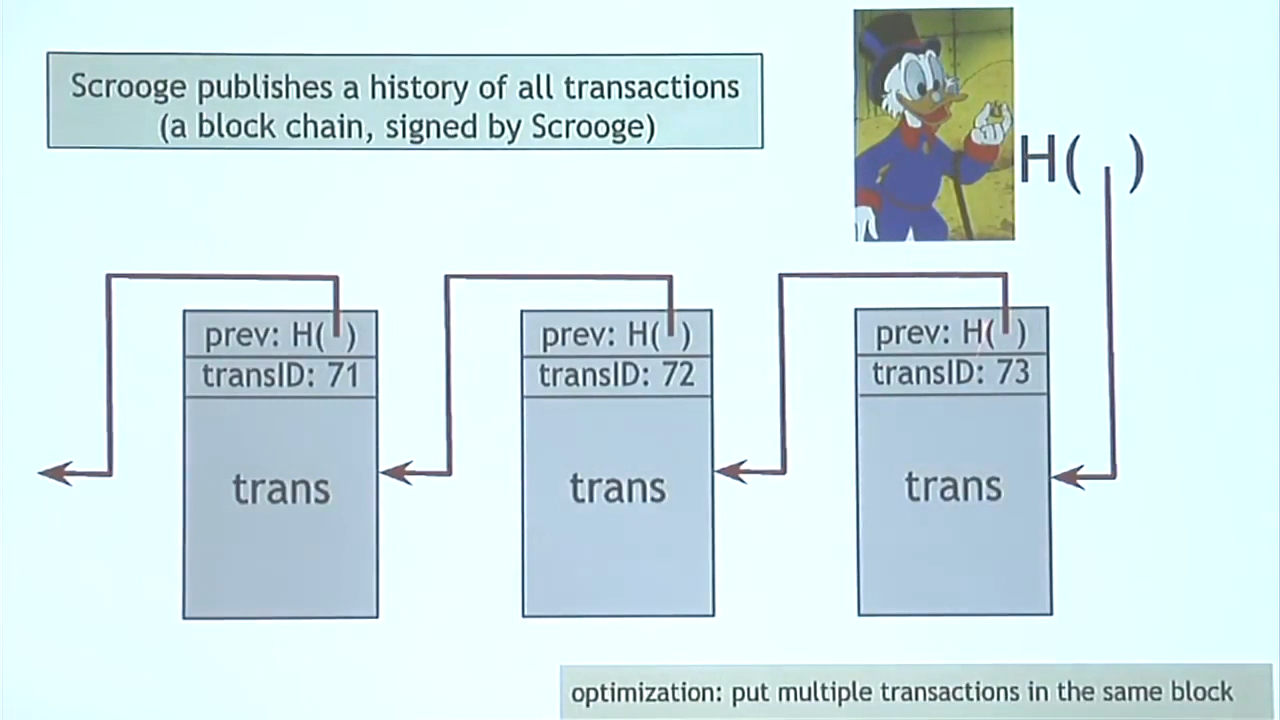 Scrooge publishes a history of all transactions
(a block chain, signed by Scrooge)
H( )
prev: H( )
transID: 71
trans
prev: H( )
transID: 72
trans
prev: H( )
transID: 73
trans
optimization: put multiple transactions in the same block